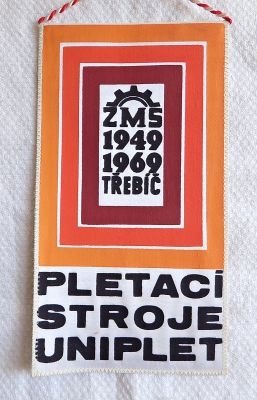 ZMS
1949
1969
TŘEBÍČ
PLETACÍ
STROJE
UNIPLET